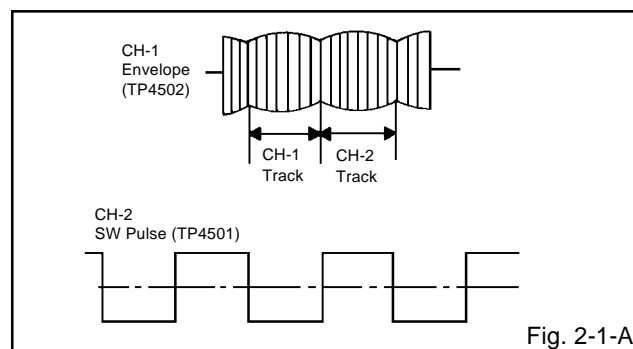 CH-1
Envelope
(TP4502)
CH-1
Track
CH-2
Track
CH-2
SW Pulse (TP4501)
Fig. 2-1-A